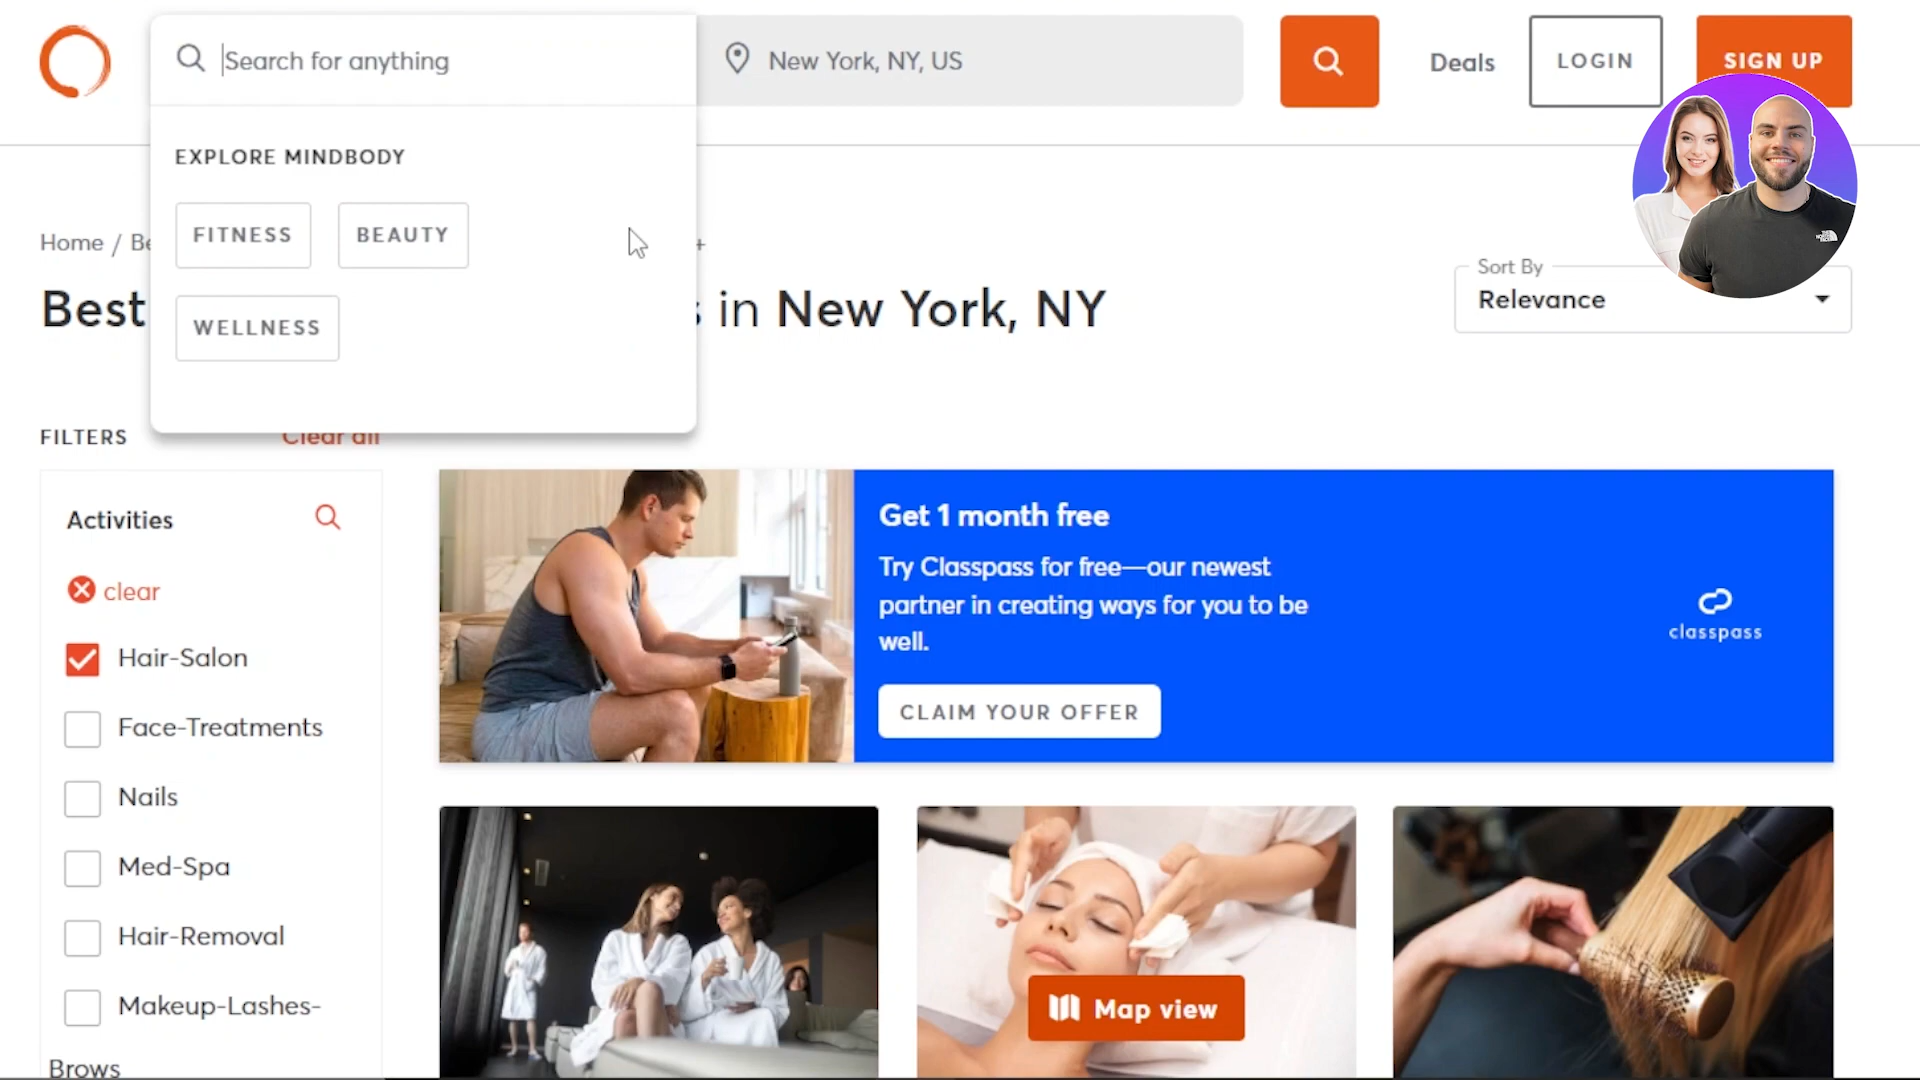 Search for anything
New York, NY, US
Deals
LOGIN
SIGN UP
EXPLORE MINDBODY
FITNESS
BEAUTY
WELLNESS
Home /
Best
in New York, NY
Sort By
Relevance
FILTERS
Clear all
Activities
clear
Hair-Salon
Face-Treatments
Nails
Med-Spa
Hair-Removal
Makeup-Lashes-
Brows
Get 1 month free
Try Classpass for free—our newest
partner in creating ways for you to be
well.
CLAIM YOUR OFFER
classpass
Map view